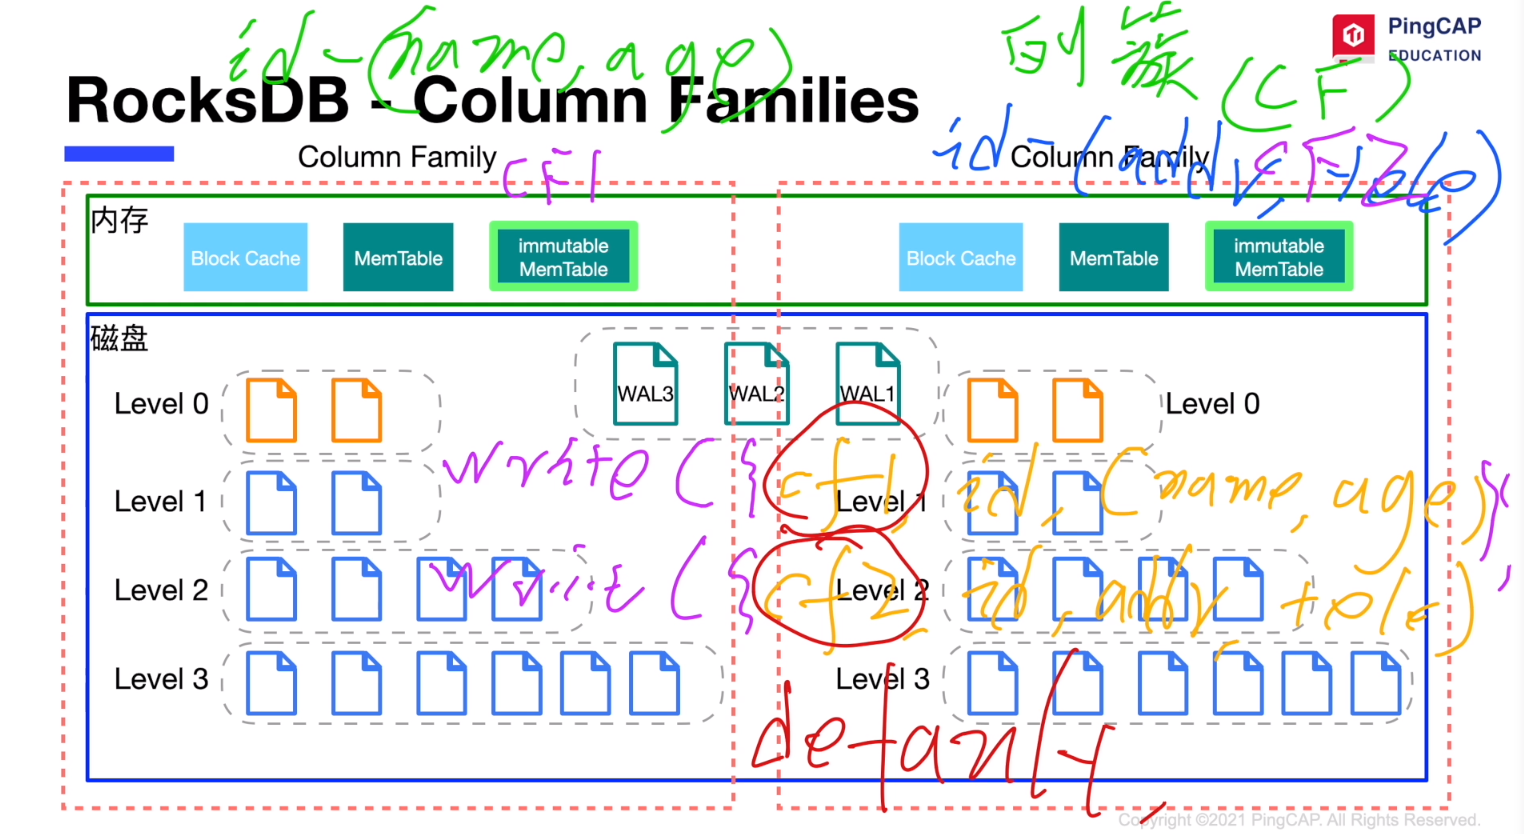 id-(name, age)
列簇
(CF)
PingCAP
EDUCATION
RocksDB - Column Families
Column Family
CF1
Column Family
id-(addr, tele)
CF2
内存
Block Cache
MemTable
immutable
MemTable
Block Cache
MemTable
immutable
MemTable
磁盘
WAL3
WAL2
WAL1
Level 0
Level 0
Level 1
Level 1
write({cf1, id, (name, age)}
Level 2
Level 2
write({cf2, id, addr, tele),
Level 3
Level 3
default,
Copyright ©2021 PingCAP. All Rights Reserved.